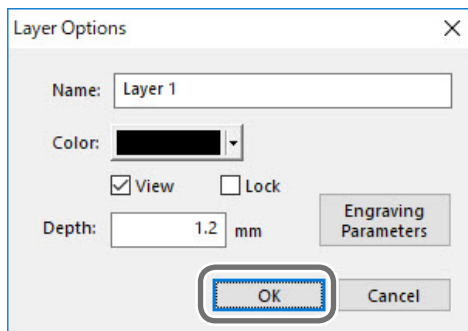 Layer Options
Name: Layer 1
Color:
View Lock
Depth: 1.2 mm
Engraving
Parameters
OK Cancel